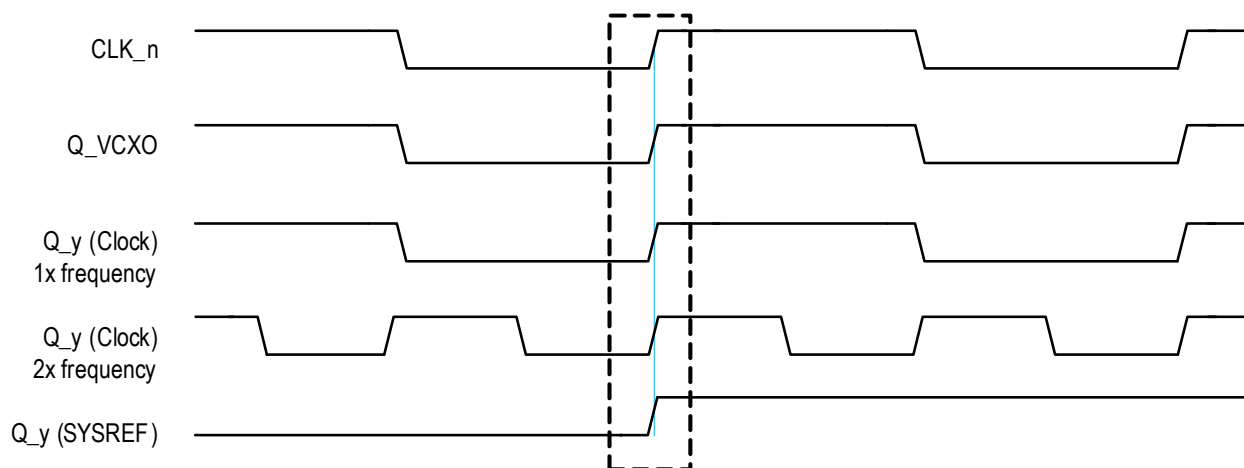 CLK_n
Q_VCXO
Q_y (Clock)
1x frequency
Q_y (Clock)
2x frequency
Q_y (SYSREF)